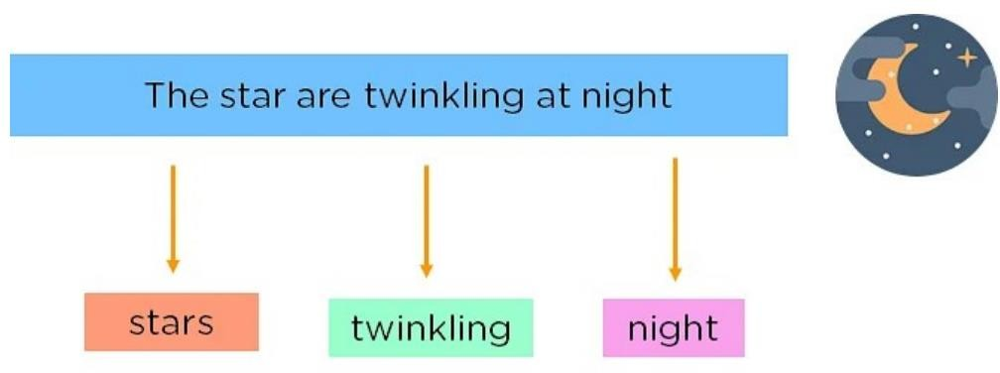 The star are twinkling at night
stars
twinkling
night